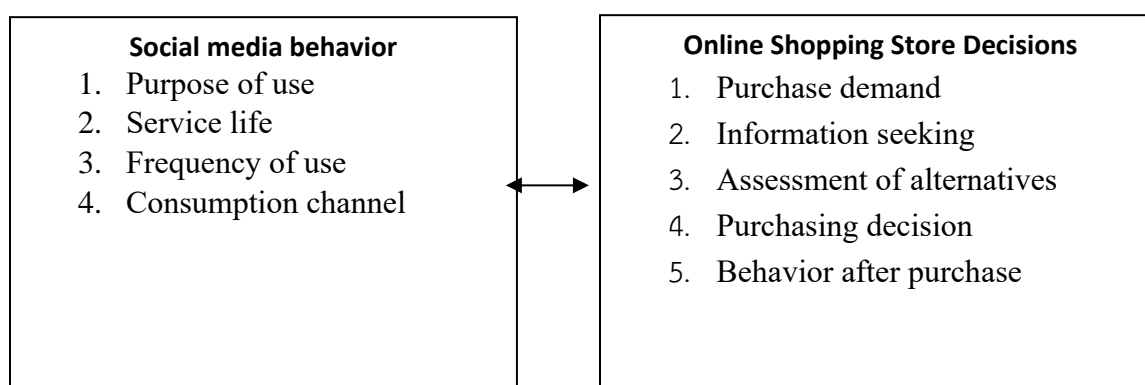 Social media behavior
1. Purpose of use
2. Service life
3. Frequency of use
4. Consumption channel
Online Shopping Store Decisions
1. Purchase demand
2. Information seeking
3. Assessment of alternatives
4. Purchasing decision
5. Behavior after purchase